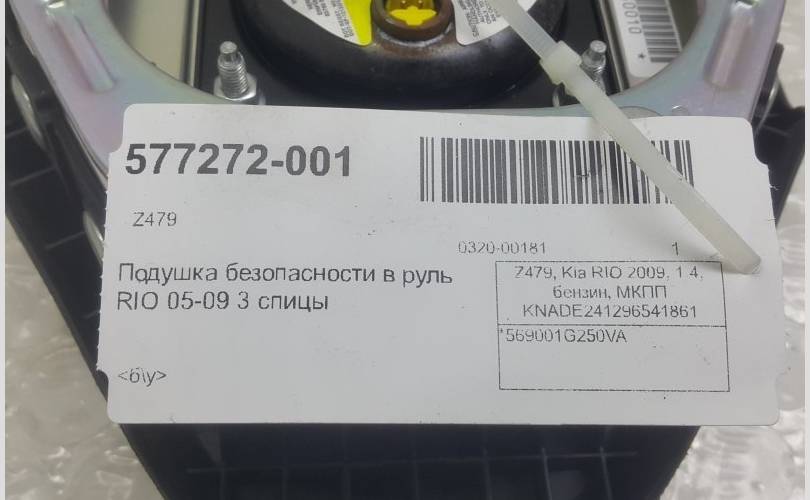 0010
*
577272-001
Z479
0320-00181 1
Подушка безопасности в руль
RIO 05-09 3 спицы
Z479, Kia RIO 2009, 1.4,
бензин, МКПП
KNADE241296541861
*569001G250VA
<б\у>